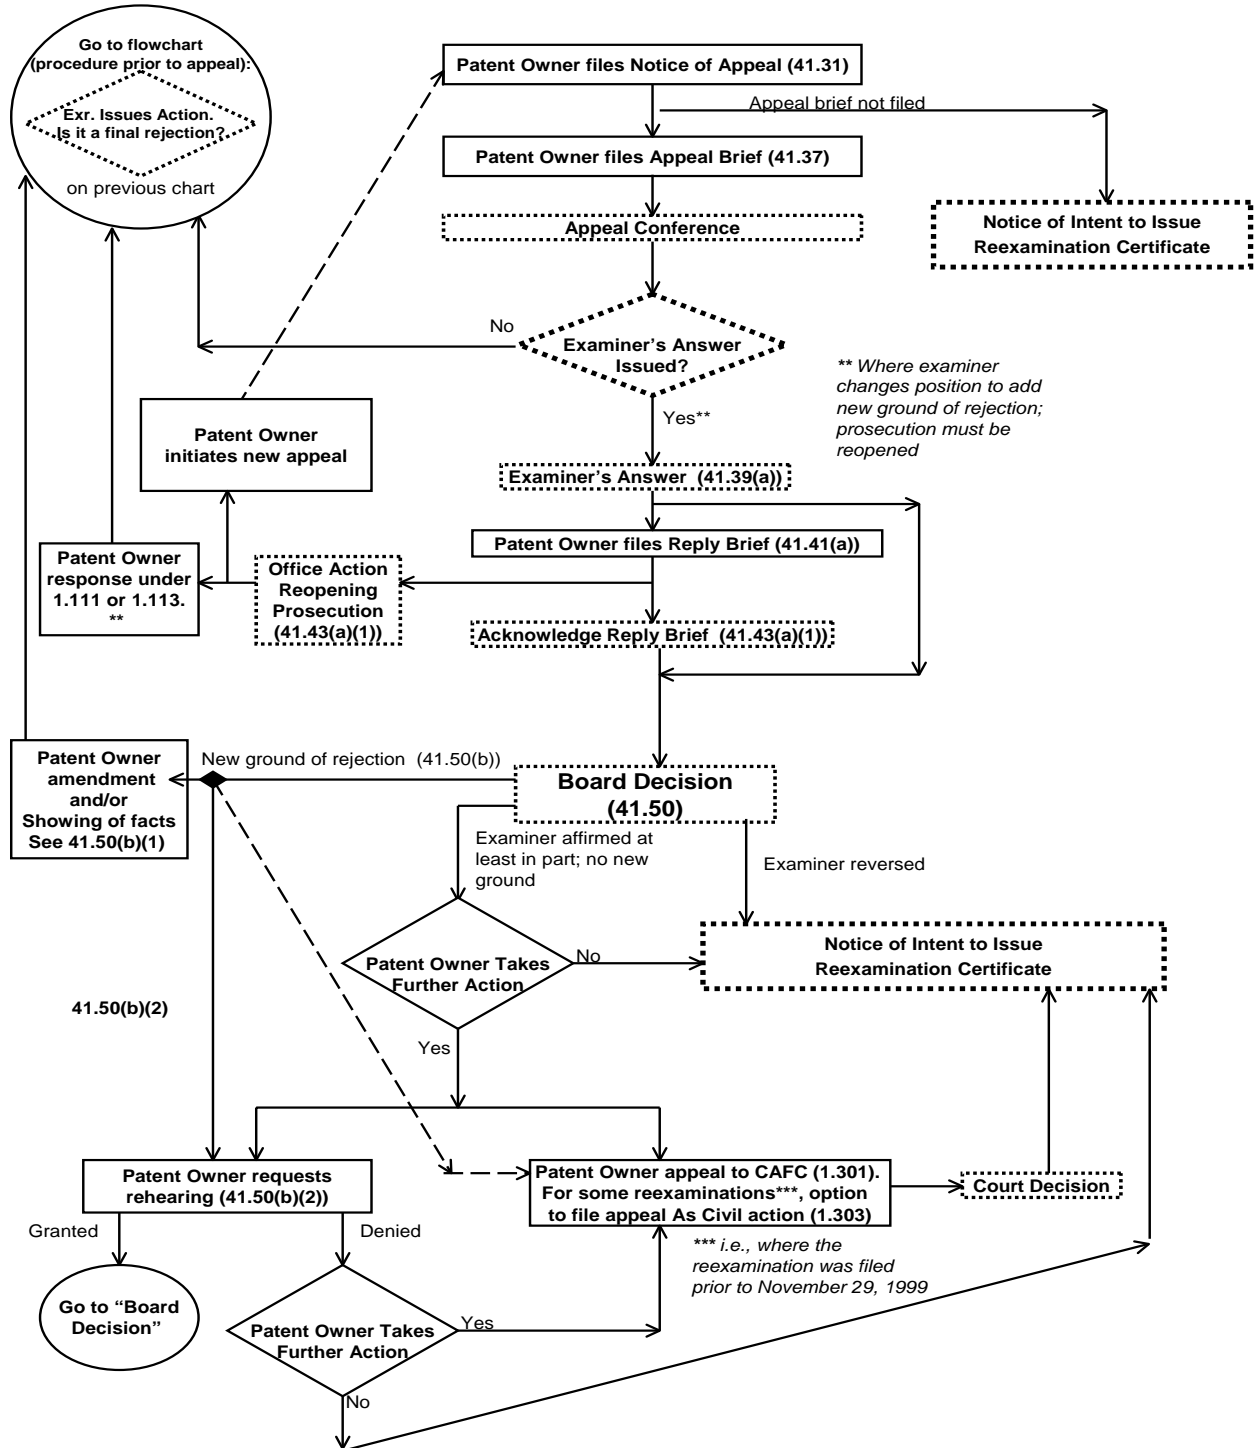 Go to flowchart
(procedure prior to appeal):
Exr. Issues Action.
Is it a final rejection?
on previous chart
Patent Owner files Notice of Appeal (41.31)
Appeal brief not filed
Patent Owner files Appeal Brief (41.37)
Appeal Conference
Notice of Intent to Issue
Reexamination Certificate
No
Examiner's Answer
Issued?
** Where examiner
changes position to add
new ground of rejection;
prosecution must be
reopened
Yes**
Patent Owner
initiates new appeal
Examiner's Answer (41.39(a))
Patent Owner files Reply Brief (41.41(a))
Patent Owner
response under
1.111 or 1.113.
**
Office Action
Reopening
Prosecution
(41.43(a)(1))
Acknowledge Reply Brief (41.43(a)(1))
Patent Owner
amendment
and/or
Showing of facts
See 41.50(b)(1)
New ground of rejection (41.50(b))
Board Decision
(41.50)
Examiner affirmed at
least in part; no new
ground
Examiner reversed
Patent Owner Takes
Further Action
No
Notice of Intent to Issue
Reexamination Certificate
41.50(b)(2)
Yes
Patent Owner requests
rehearing (41.50(b)(2))
Patent Owner appeal to CAFC (1.301).
For some reexaminations***, option
to file appeal As Civil action (1.303)
Court Decision
Granted
Denied
*** i.e., where the
reexamination was filed
prior to November 29, 1999
Go to “Board
Decision”
Patent Owner Takes
Further Action
Yes
No